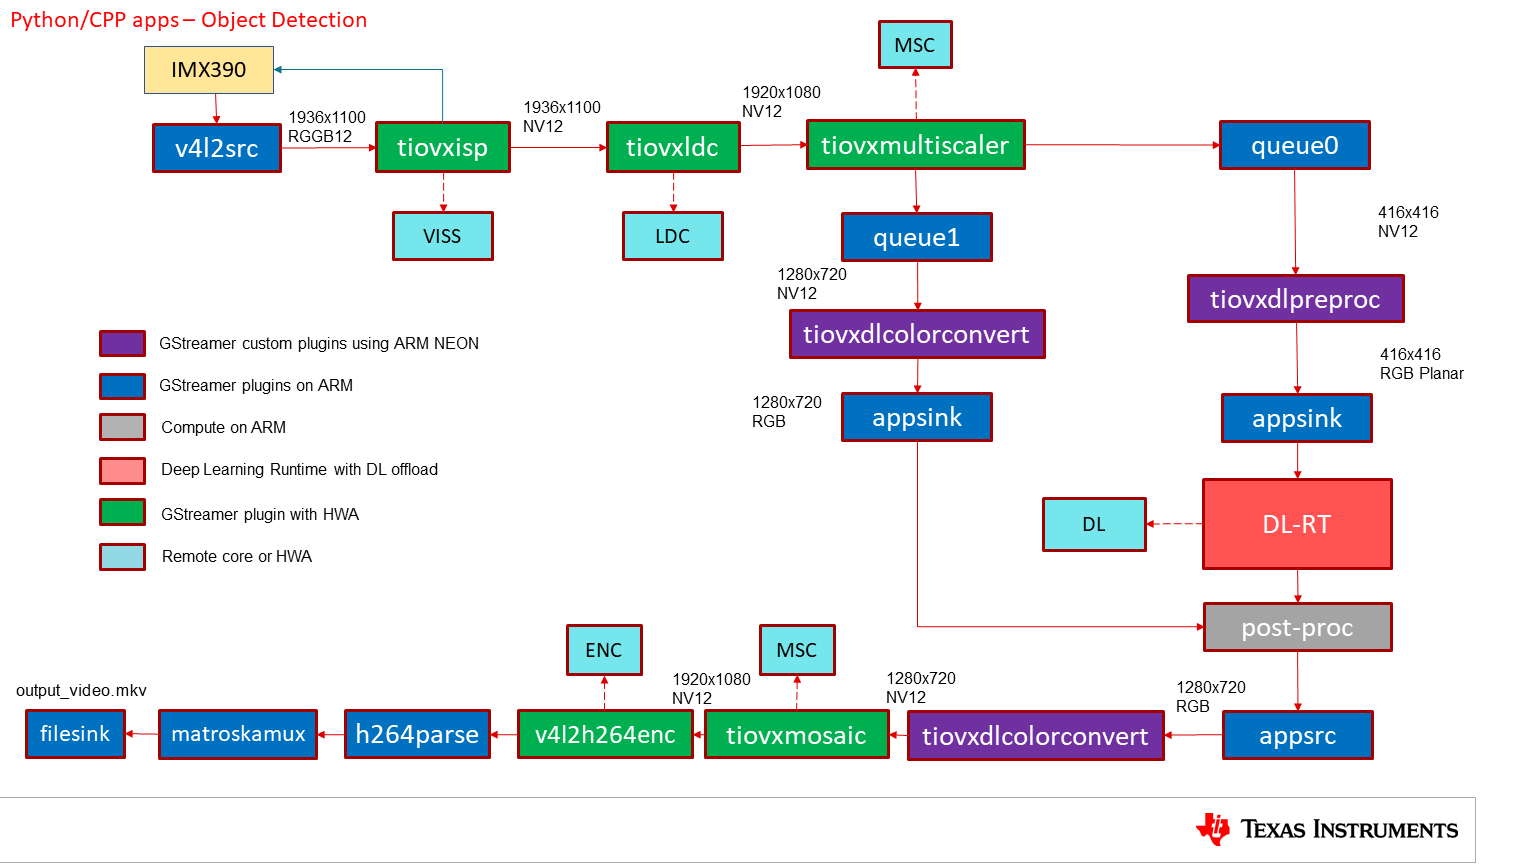 Python/CPP apps – Object Detection
IMX390
MSC
1936x1100
RGGB12
1936x1100
NV12
1920x1080
NV12
v4l2src
tiovxisp
tiovxldc
tiovxmultiscaler
queue0
VISS
LDC
queue1
416x416
NV12
1280x720
NV12
tiovxdlpreproc
tiovxdlcolorconvert
416x416
RGB Planar
1280x720
RGB
appsink
appsink
GStreamer custom plugins using ARM NEON
GStreamer plugins on ARM
Compute on ARM
Deep Learning Runtime with DL offload
GStreamer plugin with HWA
Remote core or HWA
DL
DL-RT
post-proc
ENC
MSC
output_video.mkv
1920x1080
NV12
1280x720
NV12
1280x720
RGB
filesink
matroskamux
h264parse
v4l2h264enc
tiovxmosaic
tiovxdlcolorconvert
appsrc
TEXAS INSTRUMENTS